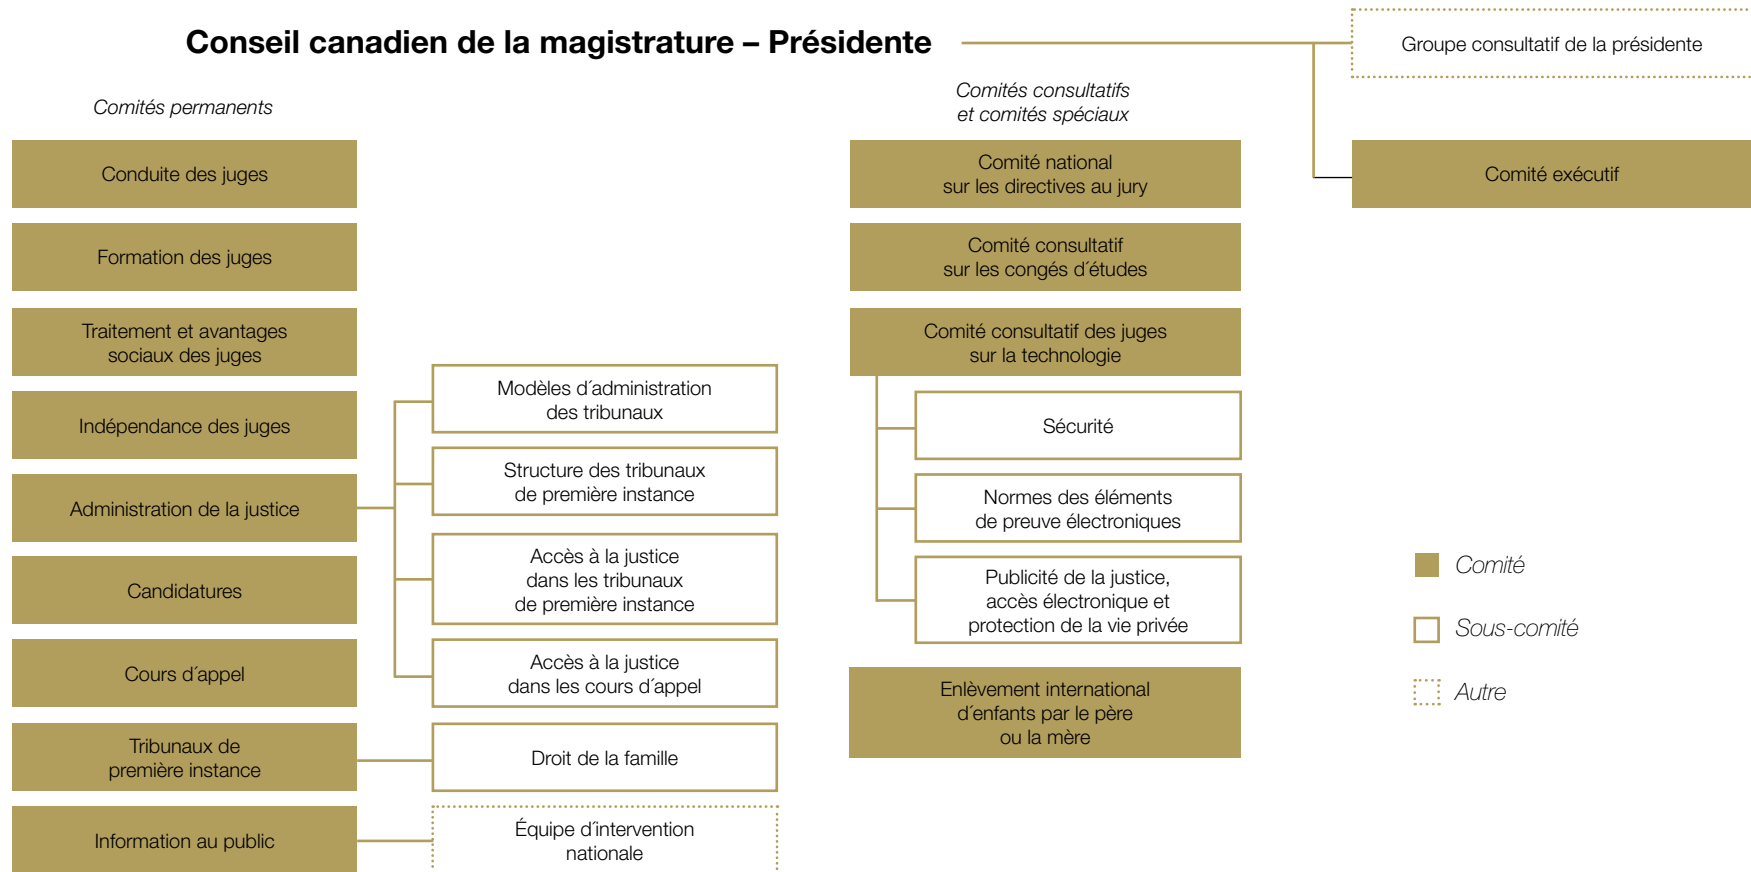 Conseil canadien de la magistrature – Présidente
Groupe consultatif de la présidente
Comités permanents
Comités consultatifs
et comités spéciaux
Conduite des juges
Comité national
sur les directives au jury
Comité exécutif
Formation des juges
Comité consultatif
sur les congés d´études
Traitement et avantages
sociaux des juges
Comité consultatif des juges
sur la technologie
Modèles d´administration
des tribunaux
Indépendance des juges
Sécurité
Structure des tribunaux
de première instance
Administration de la justice
Normes des éléments
de preuve électroniques
Accès à la justice
dans les tribunaux
de première instance
Candidatures
Publicité de la justice,
accès électronique et
protection de la vie privée
Comité
Sous-comité
Autre
Cours d´appel
Accès à la justice
dans les cours d´appel
Enlèvement international
d´enfants par le père
ou la mère
Tribunaux de
première instance
Droit de la famille
Information au public
Équipe d´intervention
nationale